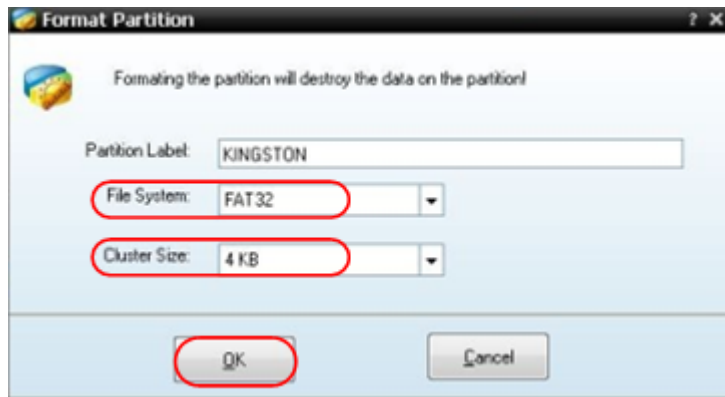 Format Partition ? X
Formating the partition will destroy the data on the partition!
Partition Label: KINGSTON
File System: FAT32
Cluster Size: 4 KB
OK Cancel